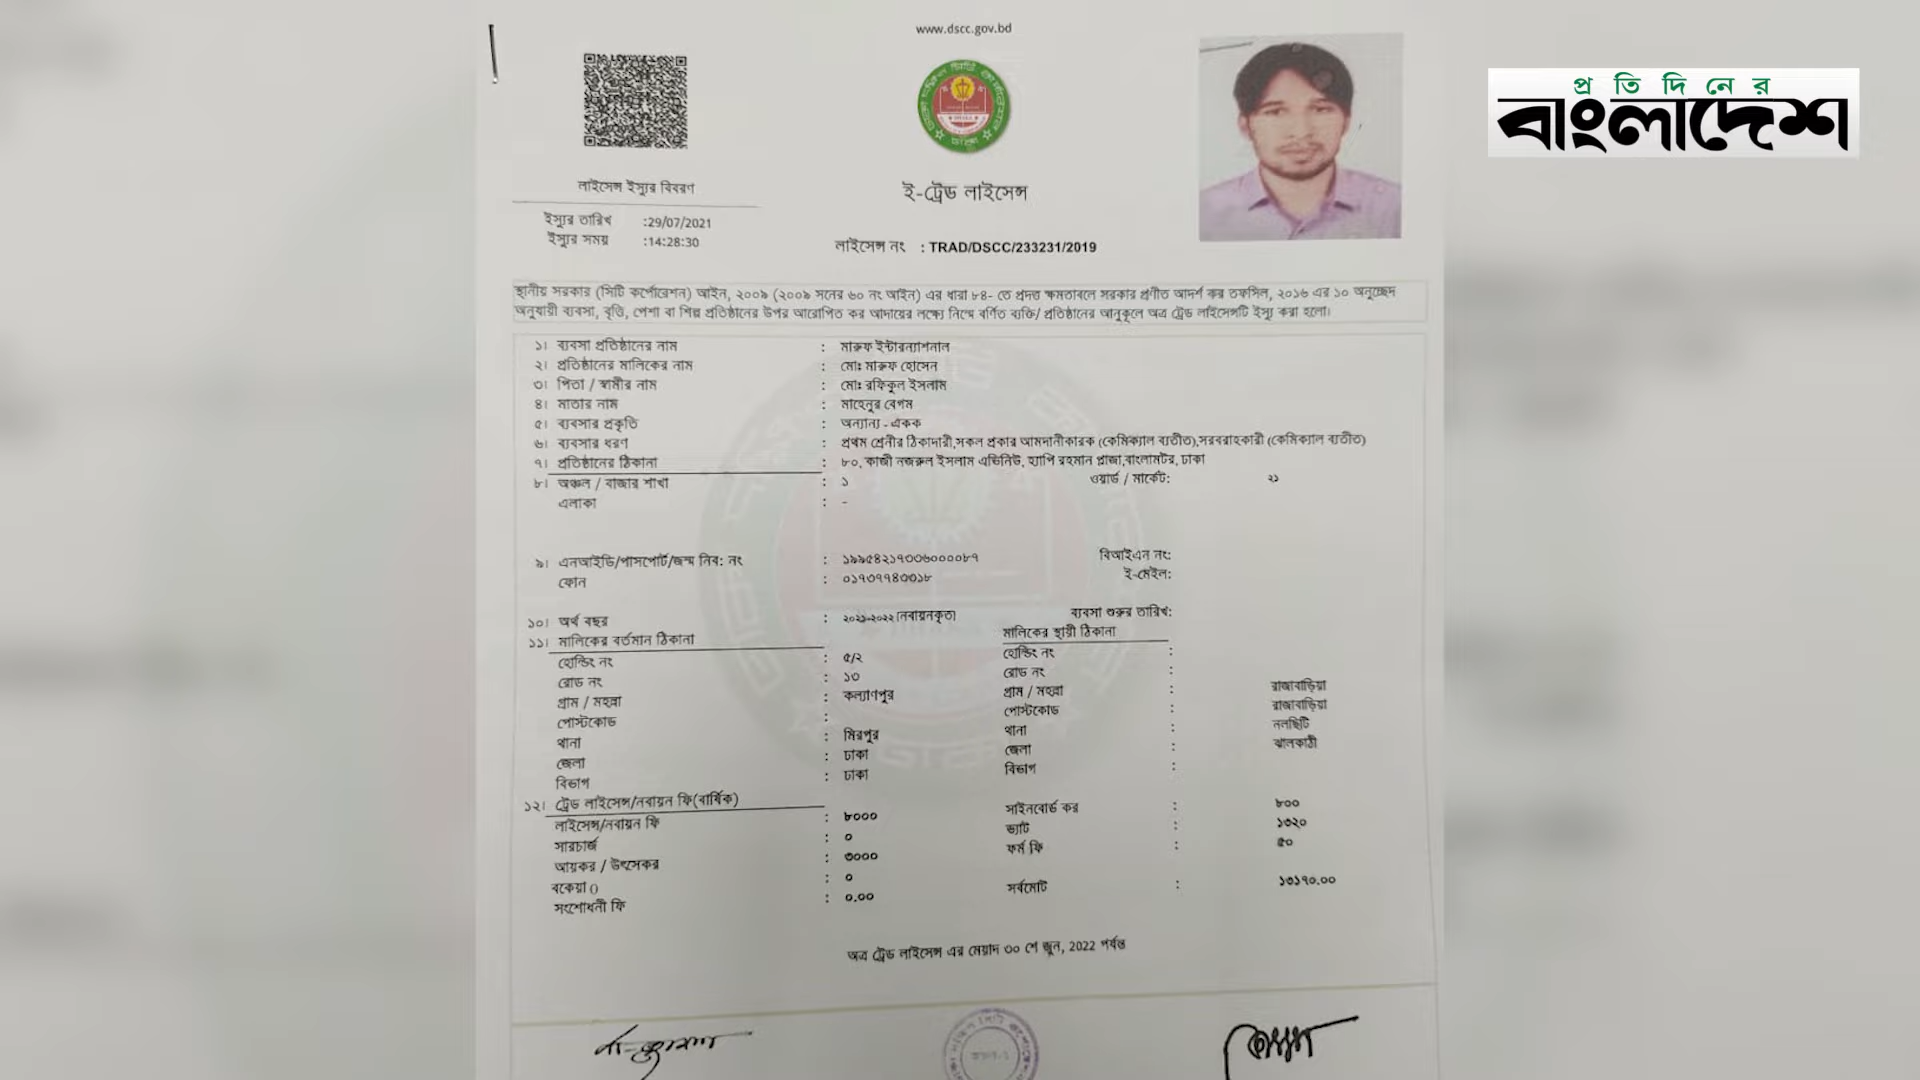 www.dscc.gov.bd
প্রতিদিনের
বাংলাদেশ
লাইসেন্স ইস্যুর বিবরণ
ই-ট্রেড লাইসেন্স
ইস্যুর তারিখ :29/07/2021
ইস্যুর সময় :14:28:30
লাইসেন্স নং : TRAD/DSCC/233231/2019
স্থানীয় সরকার (সিটি কর্পোরেশন) আইন, ২০০৯ (২০০৯ সনের ৬০ নং আইন) এর ধারা ৮৪- তে প্রদত্ত ক্ষমতাবলে সরকার প্রণীত আদর্শ কর তফসিল, ২০১৬ এর ১০ অনুচ্ছেদ
অনুযায়ী ব্যবসা, বৃত্তি, পেশা বা শিল্প প্রতিষ্ঠানের উপর আরোপিত কর আদায়ের লক্ষ্যে নিম্নে বর্ণিত ব্যক্তি/ প্রতিষ্ঠানের আনুকূলে অত্র ট্রেড লাইসেন্সটি ইস্যু করা হলো।
১। ব্যবসা প্রতিষ্ঠানের নাম : মারুফ ইন্টারন্যাশনাল
২। প্রতিষ্ঠানের মালিকের নাম : মোঃ মারুফ হোসেন
৩। পিতা / স্বামীর নাম : মোঃ রফিকুল ইসলাম
৪। মাতার নাম : মাহেনুর বেগম
৫। ব্যবসার প্রকৃতি : অন্যান্য - একক
৬। ব্যবসার ধরণ : প্রথম শ্রেনীর ঠিকাদারী,সকল প্রকার আমদানীকারক (কেমিক্যাল ব্যতীত),সরবরাহকারী (কেমিক্যাল ব্যতীত)
৭। প্রতিষ্ঠানের ঠিকানা : ৮০, কাজী নজরুল ইসলাম এভিনিউ, হ্যাপি রহমান প্লাজা,বাংলামটর, ঢাকা
৮। অঞ্চল / বাজার শাখা : ১ ওয়ার্ড / মার্কেট: ২১
এলাকা : -
৯। এনআইডি/পাসপোর্ট/জন্ম নিব: নং : ১৯৯৫৪২১৭৩৩৬০০০০৮৭ বিআইএন নং:
ফোন : ০১৭৩৭৭৪৩৩১৮ ই-মেইল:
১০। অর্থ বছর : ২০২১-২০২২ (নবায়নকৃত) ব্যবসা শুরুর তারিখ:
১১। মালিকের বর্তমান ঠিকানা মালিকের স্থায়ী ঠিকানা
হোল্ডিং নং : ৫/২ হোল্ডিং নং :
রোড নং : ১৩ রোড নং :
গ্রাম / মহল্লা : কল্যাণপুর গ্রাম / মহল্লা : রাজাবাড়িয়া
পোস্টকোড : পোস্টকোড : রাজাবাড়িয়া
থানা : মিরপুর থানা : নলছিটি
জেলা : ঢাকা জেলা : ঝালকাঠী
বিভাগ : ঢাকা বিভাগ :
১২। ট্রেড লাইসেন্স/নবায়ন ফি(বার্ষিক)
লাইসেন্স/নবায়ন ফি : ৮০০০ সাইনবোর্ড কর : ৮০০
সারচার্জ : ০ ভ্যাট : ১৩২০
আয়কর / উৎসেকর : ৩০০০ ফর্ম ফি : ৫০
বকেয়া () : ০
সংশোধনী ফি : ০.০০ সর্বমোট : ১৩১৭০.০০
অত্র ট্রেড লাইসেন্স এর মেয়াদ ৩০ শে জুন, 2022 পর্যন্ত